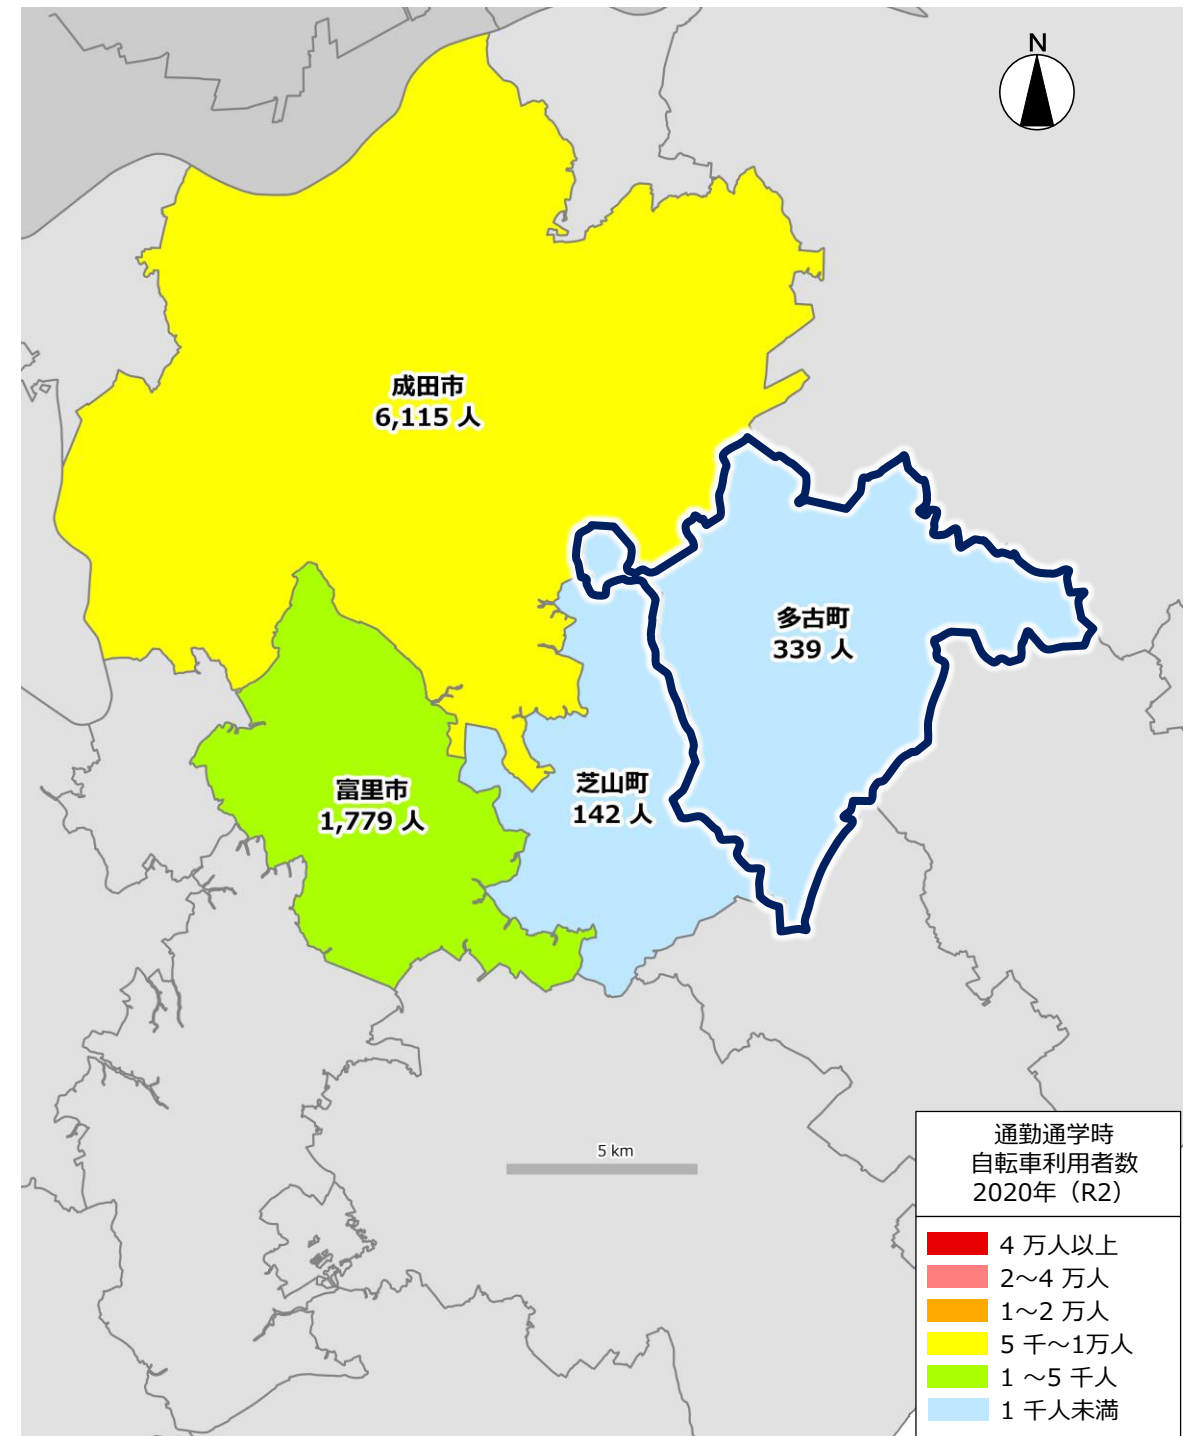 N
成田市
6,115 人
多古町
339 人
芝山町
142 人
富里市
1,779 人
5 km
通勤通学時
自転車利用者数
2020年（R2）
4 万人以上
2～4 万人
1～2 万人
5 千～1万人
1 ～5 千人
1 千人未満